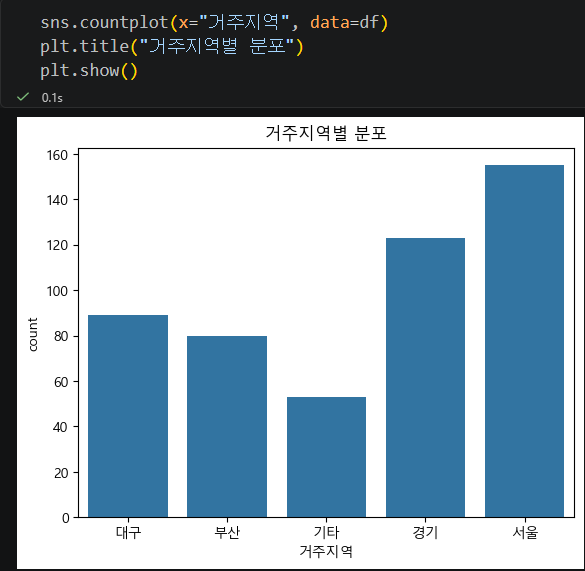 sns.countplot(x="거주지역", data=df)
plt.title("거주지역별 분포")
plt.show()
0.1s
거주지역별 분포
160
140
120
100
80
60
40
20
0
count
대구 부산 기타 경기 서울
거주지역